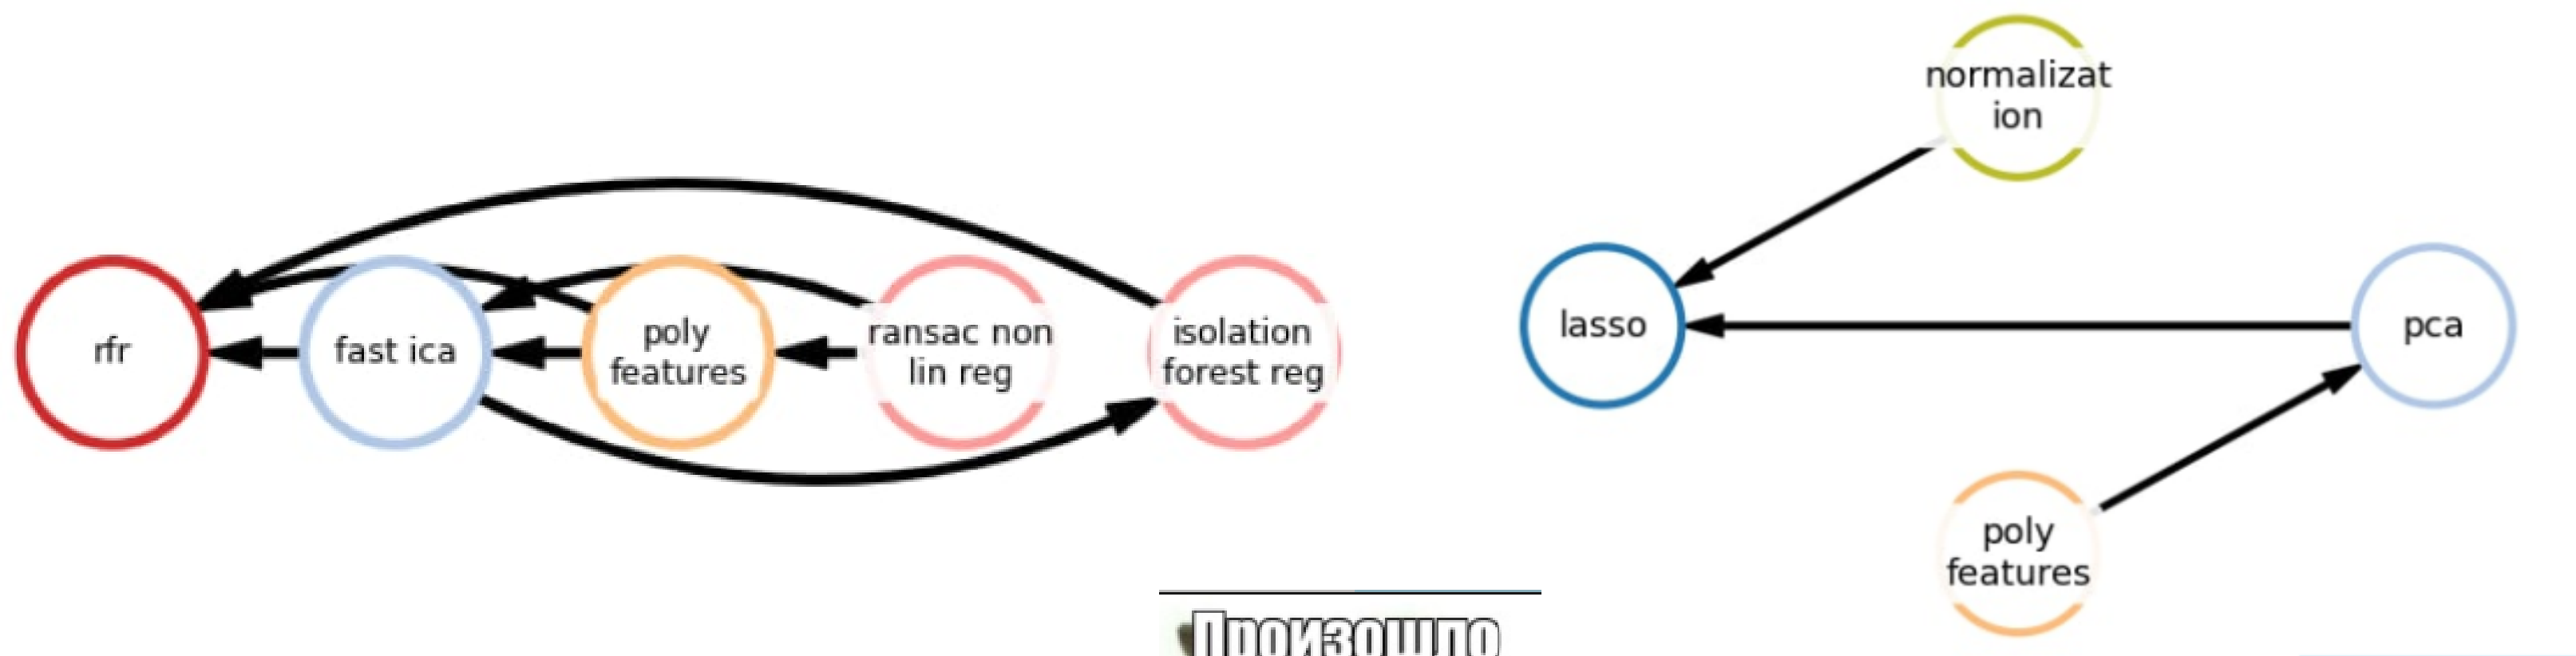 rfr
fast ica
poly
features
ransac non
lin reg
isolation
forest reg
normalizat
ion
lasso
pca
poly
features
Произошло